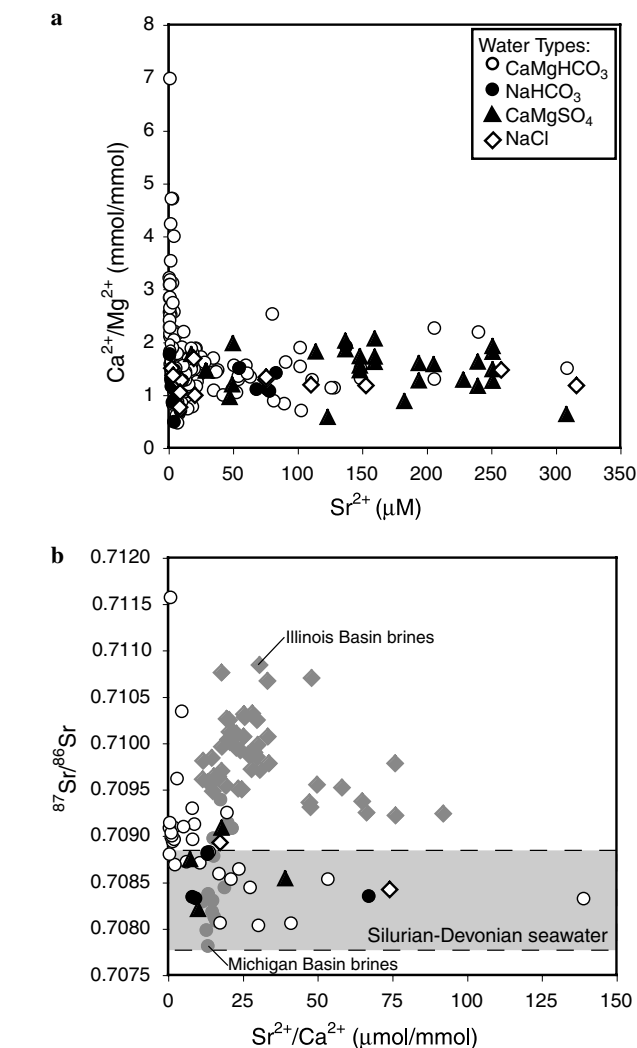 a
8
7
6
5
4
3
2
1
0
Ca²⁺/Mg²⁺ (mmol/mmol)
Water Types:
CaMgHCO₃
NaHCO₃
CaMgSO₄
NaCl
0 50 100 150 200 250 300 350
Sr²⁺ (μM)
b
0.7120
0.7115
0.7110
0.7105
0.7100
0.7095
0.7090
0.7085
0.7080
0.7075
⁸⁷Sr/⁸⁶Sr
Illinois Basin brines
Silurian-Devonian seawater
Michigan Basin brines
0 25 50 75 100 125 150
Sr²⁺/Ca²⁺ (μmol/mmol)